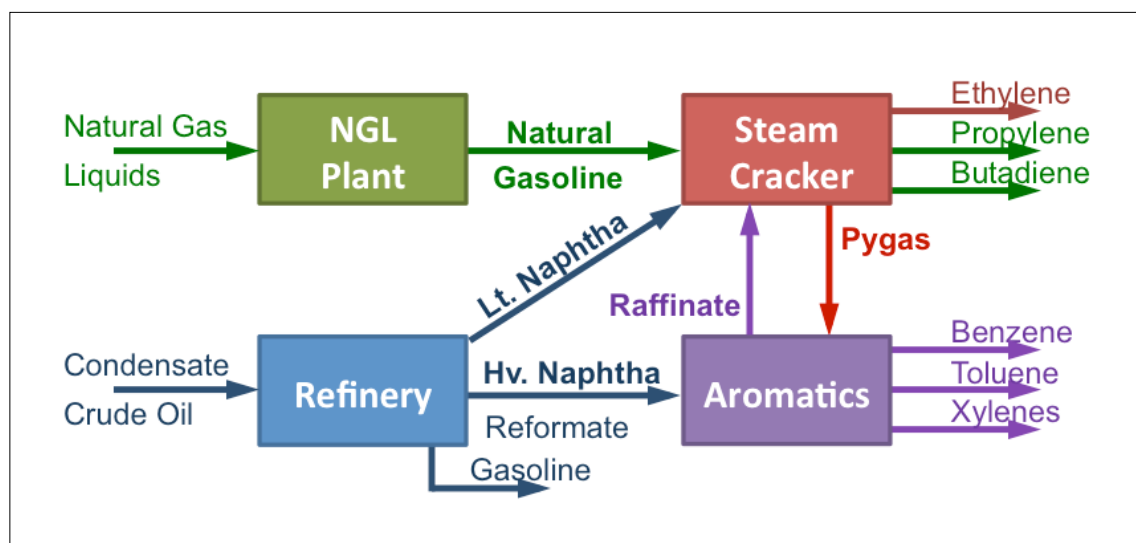 Natural Gas
Liquids
NGL
Plant
Natural
Gasoline
Steam
Cracker
Ethylene
Propylene
Butadiene
Lt. Naphtha
Raffinate
Pygas
Condensate
Crude Oil
Refinery
Hv. Naphtha
Reformate
Gasoline
Aromatics
Benzene
Toluene
Xylenes